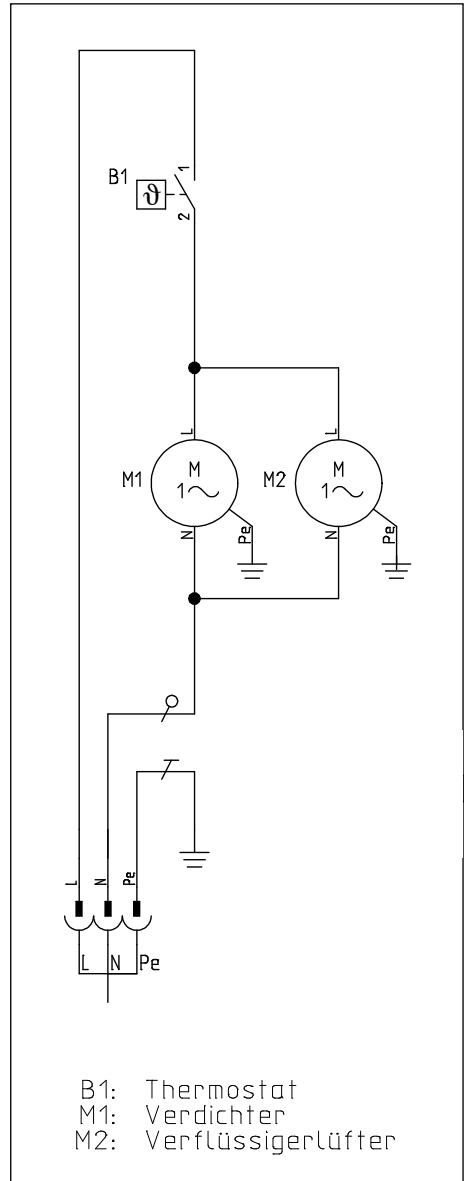 B1
ϑ
1
2
L
L
M1
M
1
M2
M
1
N
Pe
N
Pe
L
N
Pe
L
N
Pe
B1: Thermostat
M1: Verdichter
M2: Verflüssigerlüfter